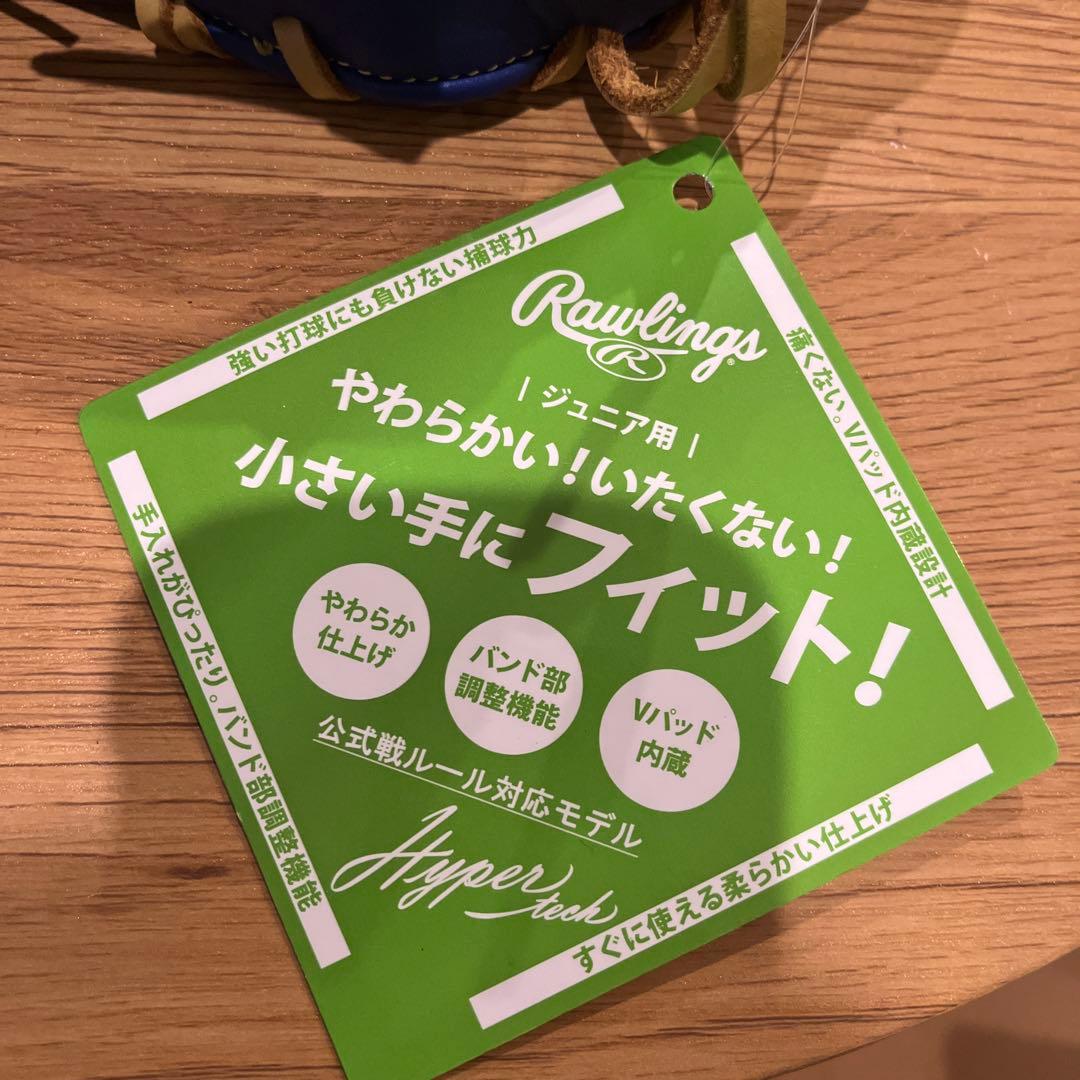 強い打球にも負けない捕球力
Rawlings
R
®
| ジュニア用 |
やわらかい!いたくない!
小さい手にフィット!
やわらか
仕上げ
バンド部
調整機能
Vパッド
内蔵
公式戦ルール対応モデル
Hyper
tech
痛くない。Vパッド内蔵設計
手入れがぴったり。バンド部調整機能
すぐに使える柔らかい仕上げ